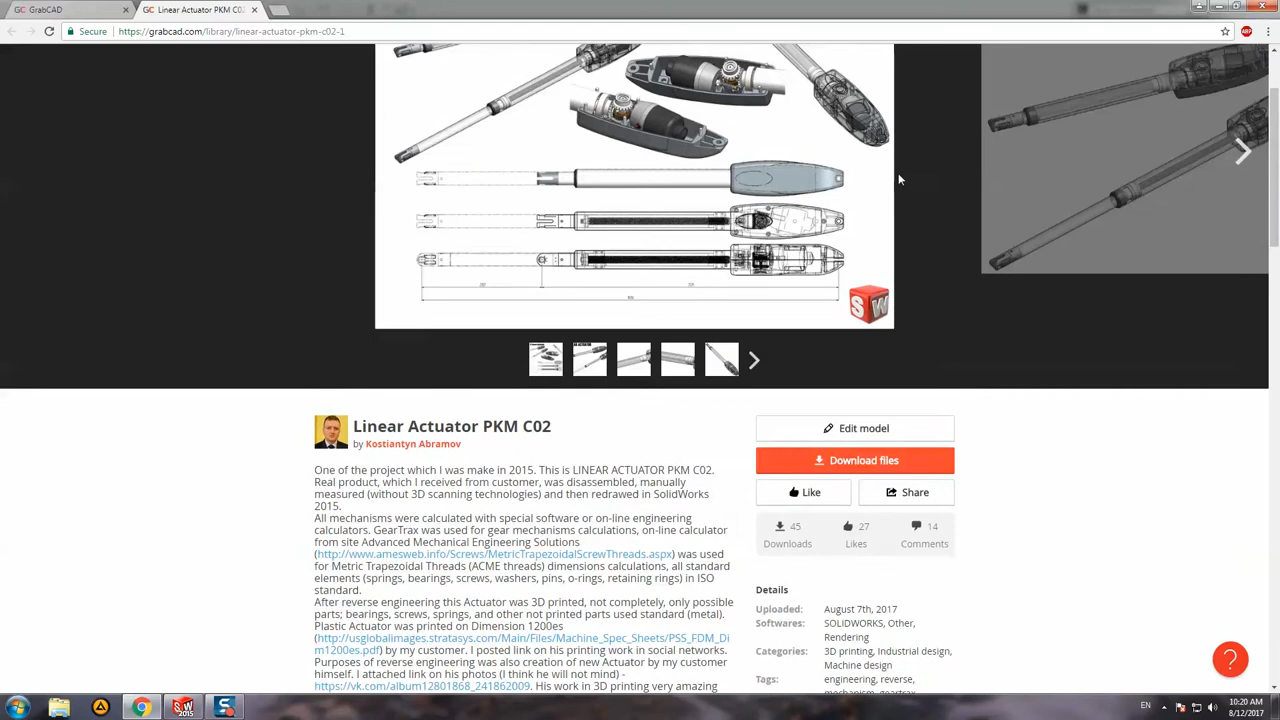 GrabCAD
Linear Actuator PKM C02
Secure
https://grabcad.com/library/linear-actuator-pkm-c02-1
ABP
SW
Linear Actuator PKM C02
by Kostiantyn Abramov
One of the project which I was make in 2015. This is LINEAR ACTUATOR PKM C02.
Real product, which I received from customer, was disassembled, manually
measured (without 3D scanning technologies) and then redrawed in SolidWorks
2015.
All mechanisms were calculated with special software or on-line engineering
calculators. GearTrax was used for gear mechanisms calculations, on-line calculator
from site Advanced Mechanical Engineering Solutions
(http://www.amesweb.info/Screws/MetricTrapezoidalScrewThreads.aspx) was used
for Metric Trapezoidal Threads (ACME threads) dimensions calculations, all standard
elements (springs, bearings, screws, washers, pins, o-rings, retaining rings) in ISO
standard.
After reverse engineering this Actuator was 3D printed, not completely, only possible
parts; bearings, screws, springs, and other not printed parts used standard (metal).
Plastic Actuator was printed on Dimension 1200es
(http://usglobalimages.stratasys.com/Main/Files/Machine_Spec_Sheets/PSS_FDM_Di
m1200es.pdf) by my customer. I posted link on his printing work in social networks.
Purposes of reverse engineering was also creation of new Actuator by my customer
himself. I attached link on his photos (I think he will not mind) -
https://vk.com/album12801868_241862009. His work in 3D printing very amazing
Edit model
Download files
Like
Share
45
27
14
Downloads
Likes
Comments
Details
Uploaded: August 7th, 2017
Softwares: SOLIDWORKS, Other,
Rendering
Categories: 3D printing, Industrial design,
Machine design
Tags: engineering, reverse,
mechanism, geartrax
?
EN
10:20 AM
8/12/2017